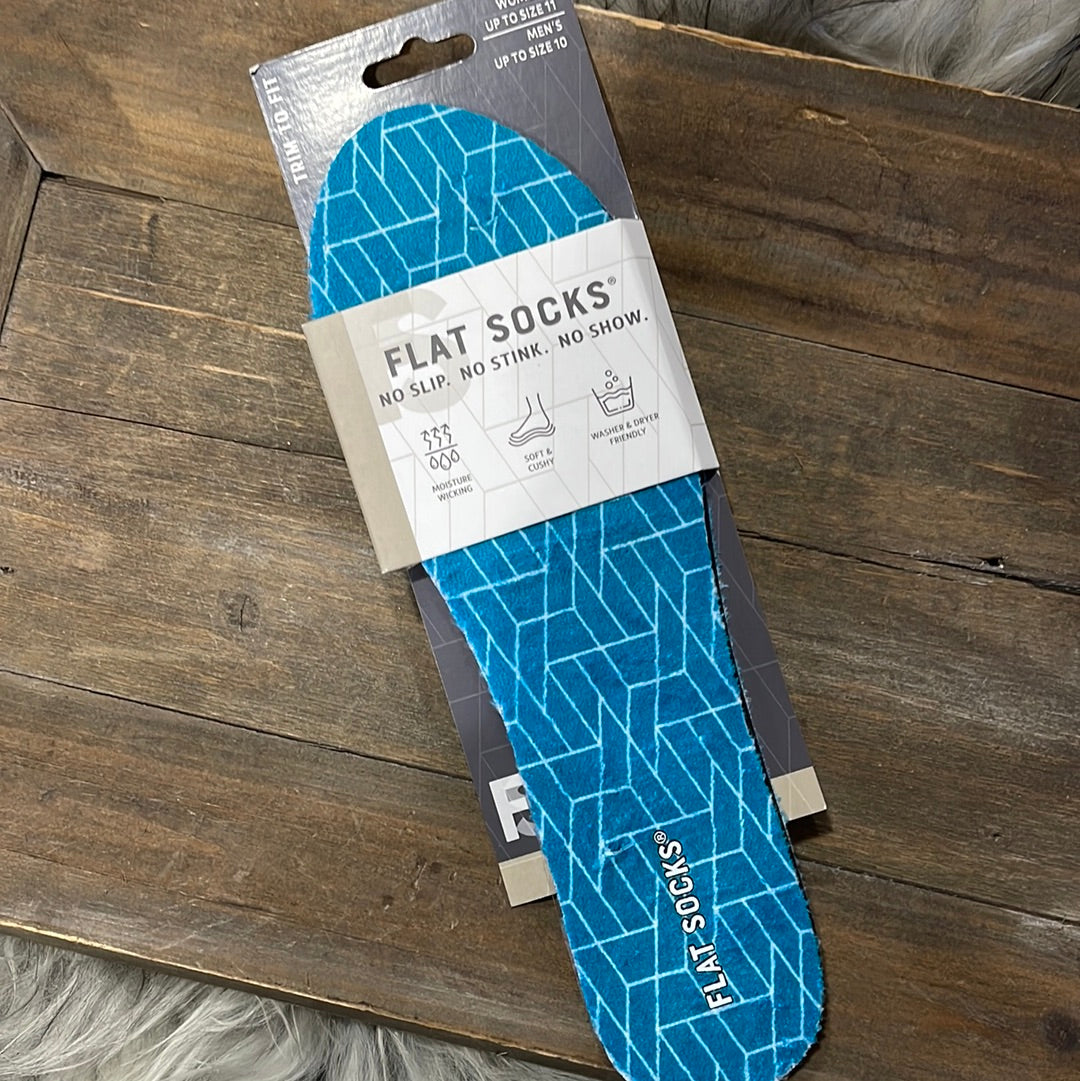 UP TO SIZE 11
MEN'S
UP TO SIZE 10
TRIM TO FIT
FLAT SOCKS®
NO SLIP. NO STINK. NO SHOW.
MOISTURE
WICKING
SOFT &
CUSHY
WASHER & DRYER
FRIENDLY
FLAT SOCKS®